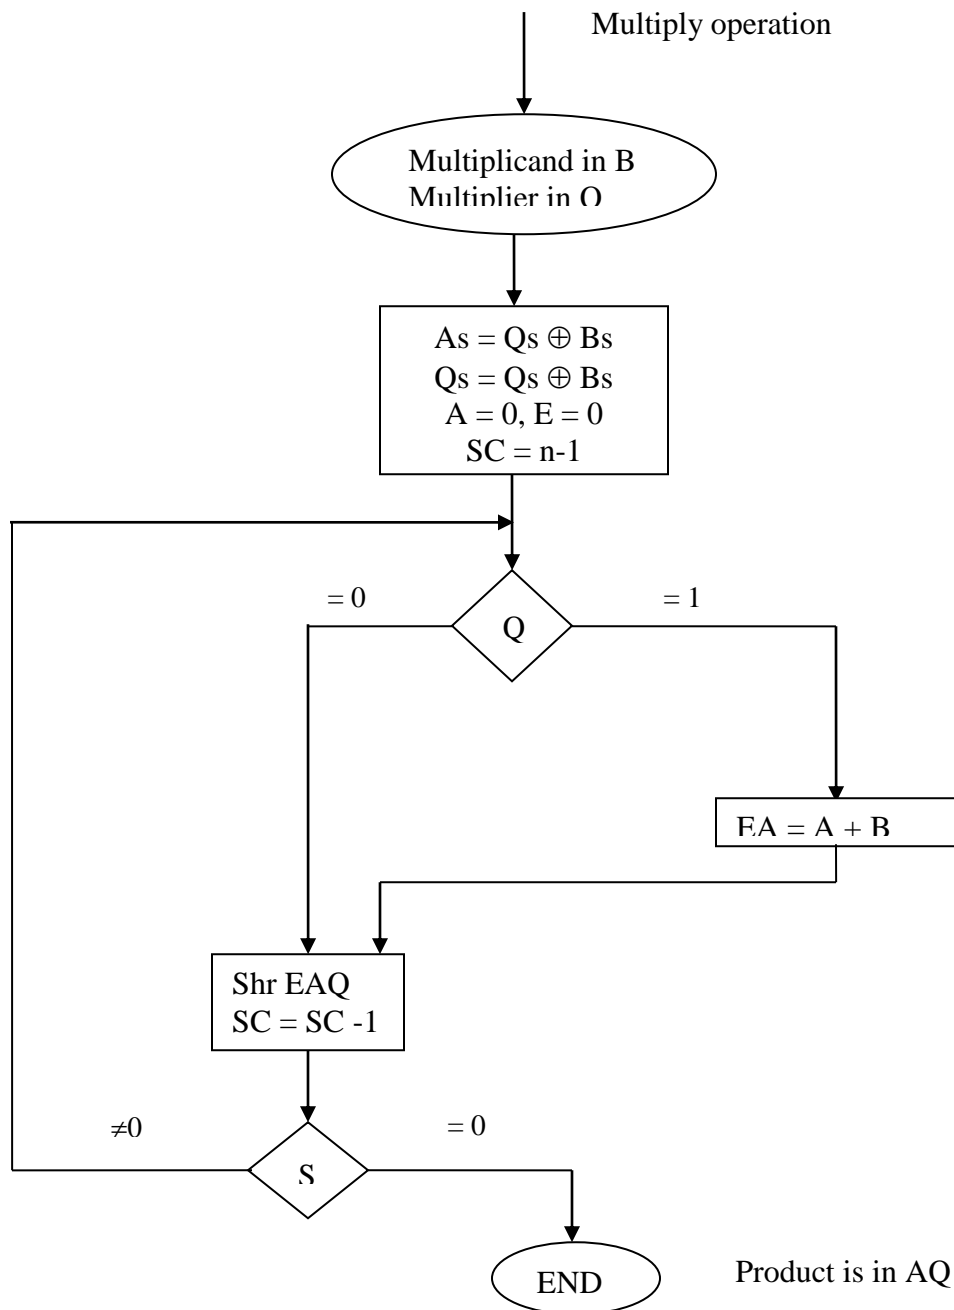 Multiply operation
Multiplicand in B
Multiplier in Q
As = Qs ⊕ Bs
Qs = Qs ⊕ Bs
A = 0, E = 0
SC = n-1
= 0
= 1
Q
EA = A + B
Shr EAQ
SC = SC -1
≠0
= 0
S
END
Product is in AQ